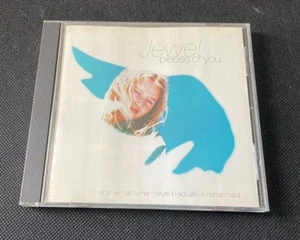 Jewel
pieces of you
what we call human nature in actuality is human habit